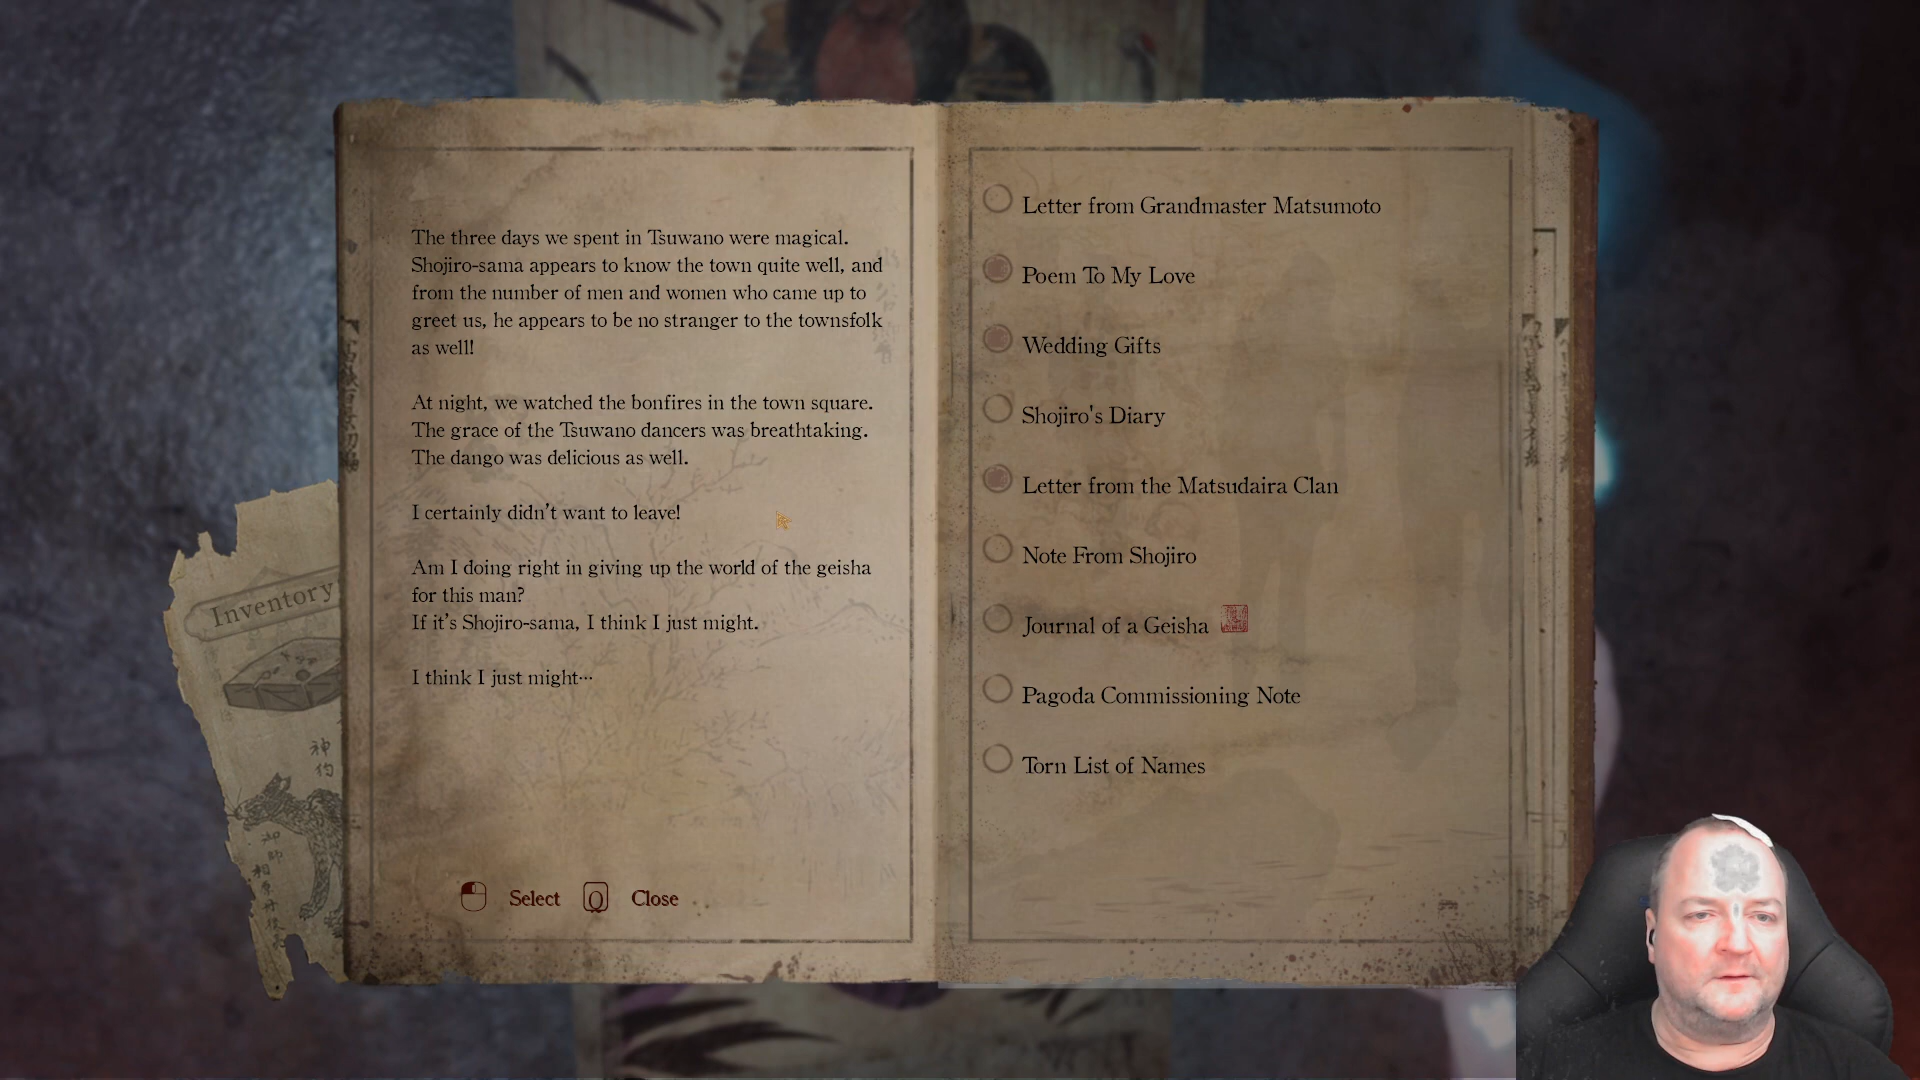 The three days we spent in Tsuwano were magical.
Shojiro-sama appears to know the town quite well, and
from the number of men and women who came up to
greet us, he appears to be no stranger to the townsfolk
as well!
At night, we watched the bonfires in the town square.
The grace of the Tsuwano dancers was breathtaking.
The dango was delicious as well.
I certainly didn't want to leave!
Am I doing right in giving up the world of the geisha
for this man?
If it's Shojiro-sama, I think I just might.
I think I just might…
Select Q Close
Letter from Grandmaster Matsumoto
Poem To My Love
Wedding Gifts
Shojiro's Diary
Letter from the Matsudaira Clan
Note From Shojiro
Journal of a Geisha
Pagoda Commissioning Note
Torn List of Names
Inventory